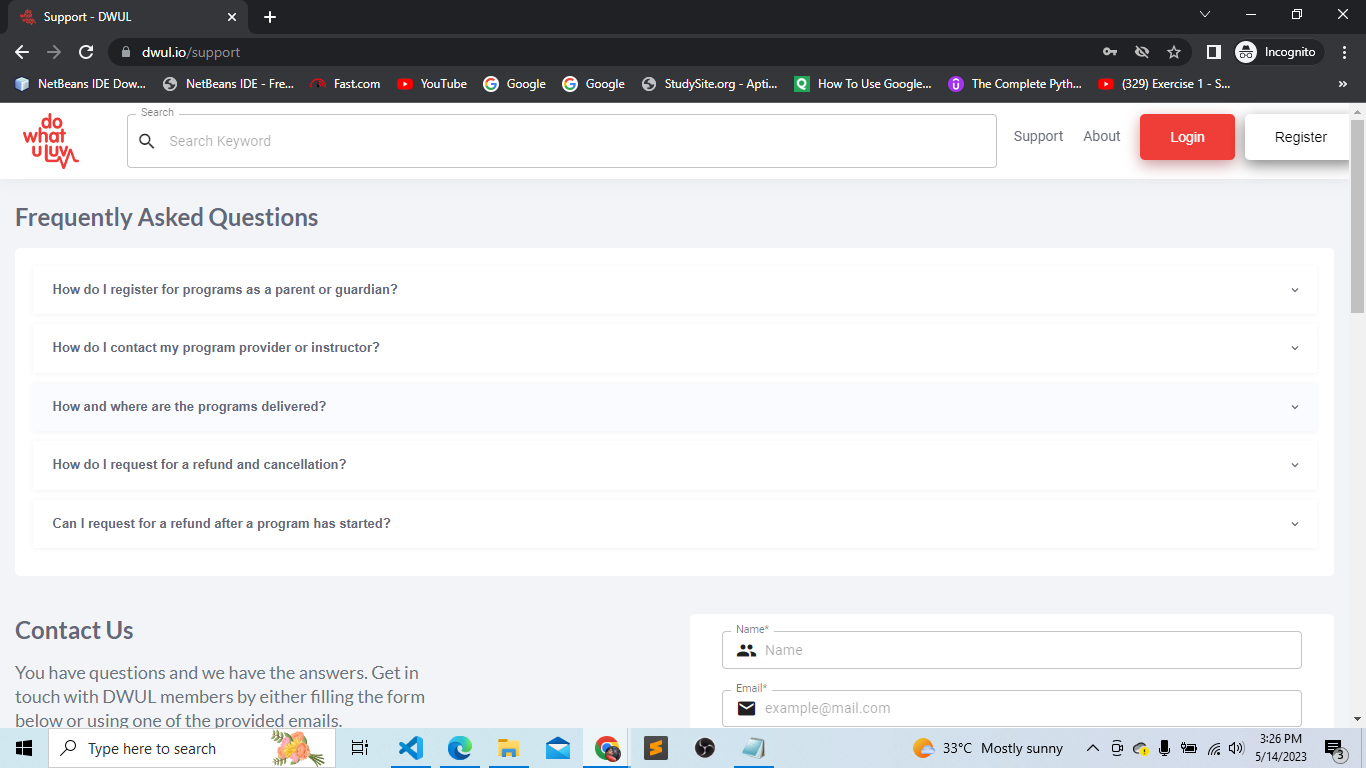 Support - DWUL
dwul.io/support
Incognito
NetBeans IDE Dow...
NetBeans IDE - Fre...
Fast.com
YouTube
Google
Google
StudySite.org - Apti...
How To Use Google...
The Complete Pyth...
(329) Exercise 1 - S...
»
do
what
u luv
Search
Search Keyword
Support
About
Login
Register
Frequently Asked Questions
How do I register for programs as a parent or guardian?
How do I contact my program provider or instructor?
How and where are the programs delivered?
How do I request for a refund and cancellation?
Can I request for a refund after a program has started?
Contact Us
You have questions and we have the answers. Get in
touch with DWUL members by either filling the form
below or using one of the provided emails.
Name*
Name
Email*
example@mail.com
Type here to search
33°C Mostly sunny
3:26 PM
5/14/2023
3